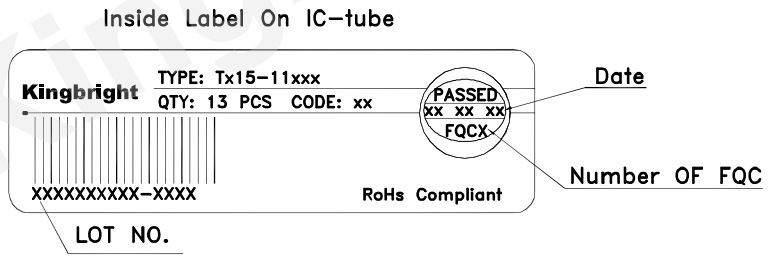 Inside Label On IC-tube
Kingbright
TYPE: Tx15-11xxx
QTY: 13 PCS CODE: xx
PASSED
xx xx xx
FQCX
Date
Number OF FQC
XXXXXXXXXX-XXXX
RoHs Compliant
LOT NO.